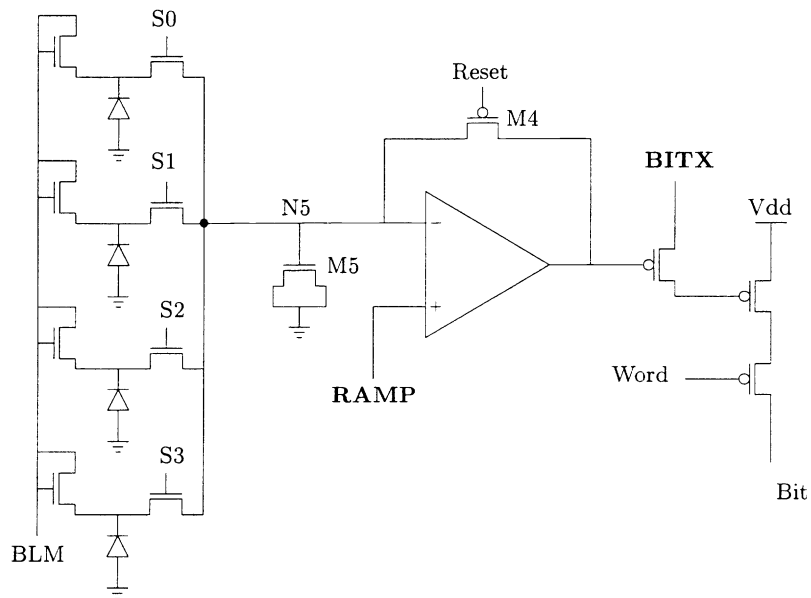 S0
Reset
M4
BITX
S1
N5
Vdd
M5
S2
RAMP
Word
S3
Bit
BLM